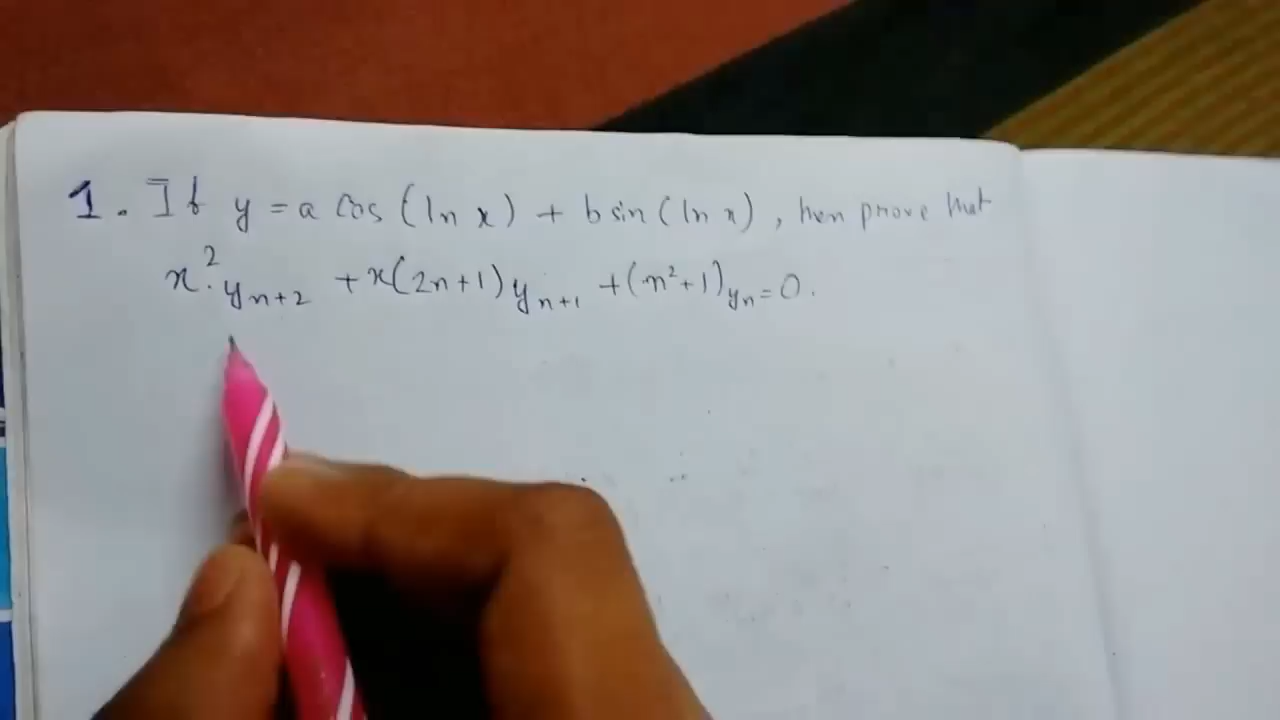 1. If y = a cos (ln x) + b sin (ln x), then prove that
x².yₙ₊₂ + x(2n+1)yₙ₊₁ + (n²+1)yₙ = 0.